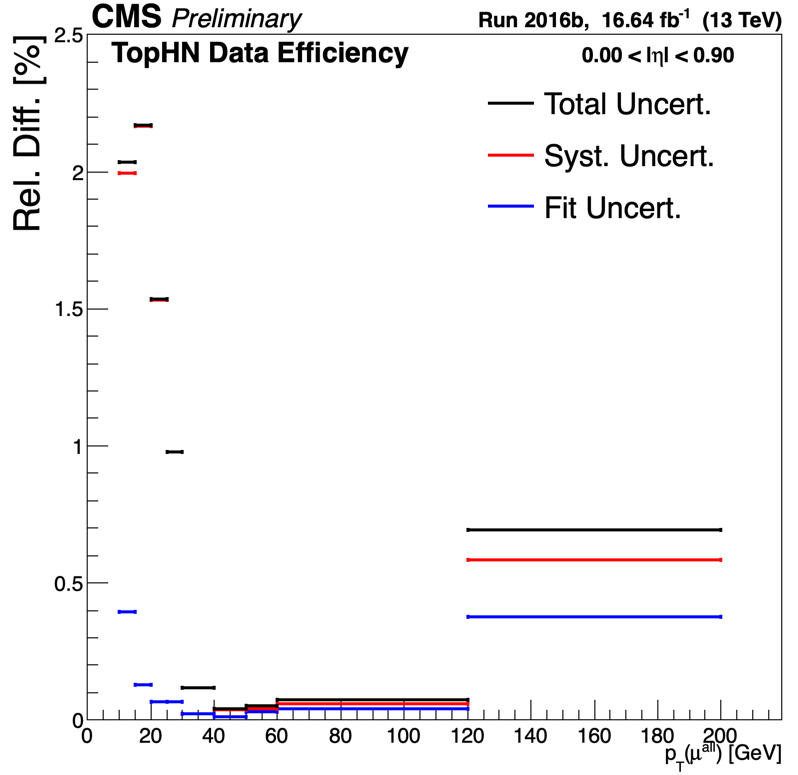 CMS Preliminary
Run 2016b, 16.64 fb⁻¹ (13 TeV)
TopHN Data Efficiency
0.00 < |η| < 0.90
Total Uncert.
Syst. Uncert.
Fit Uncert.
Rel. Diff. [%]
2.5
2
1.5
1
0.5
0
0 20 40 60 80 100 120 140 160 180 200
p_T(μ^all) [GeV]